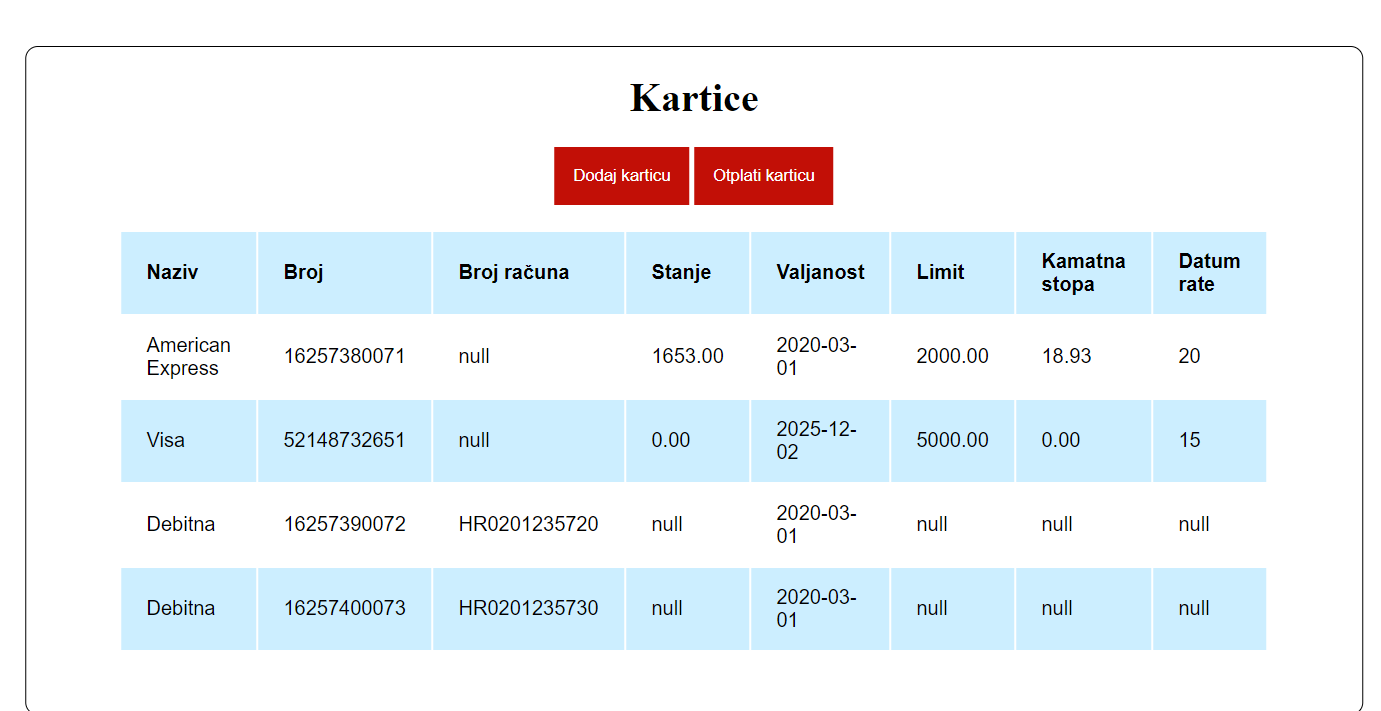 Kartice
Dodaj karticu Otplati karticu
Naziv Broj Broj računa Stanje Valjanost Limit Kamatna stopa Datum rate
American Express 16257380071 null 1653.00 2020-03-01 2000.00 18.93 20
Visa 52148732651 null 0.00 2025-12-02 5000.00 0.00 15
Debitna 16257390072 HR0201235720 null 2020-03-01 null null null
Debitna 16257400073 HR0201235730 null 2020-03-01 null null null